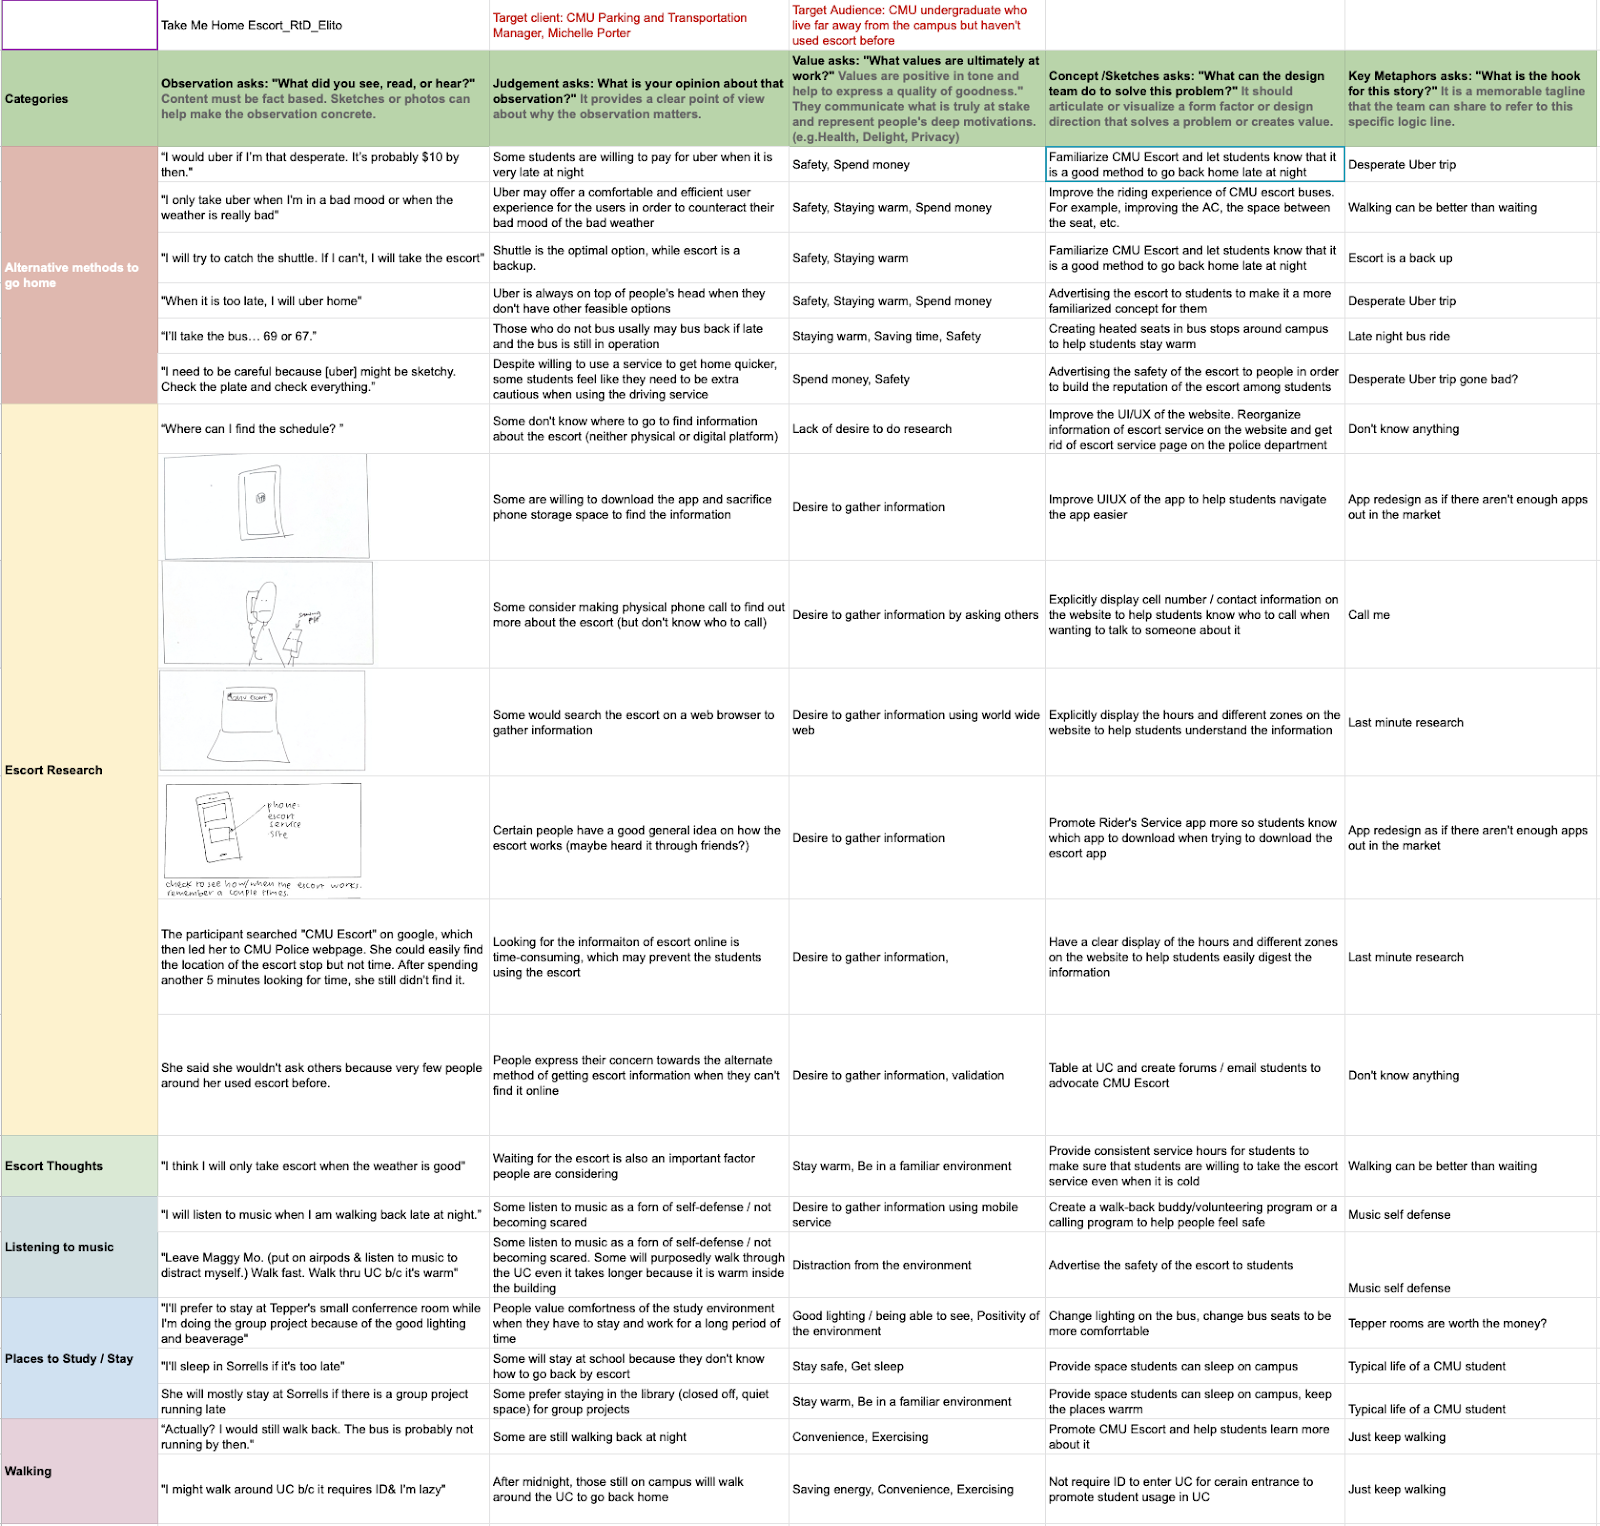 Take Me Home Escort_RtD_Elito
Target client: CMU Parking and Transportation
Manager, Michelle Porter
Target Audience: CMU undergraduate who
live far away from the campus but haven't
used escort before
Categories
Observation asks: "What did you see, read, or hear?"
Content must be fact based. Sketches or photos can
help make the observation concrete.
Judgement asks: What is your opinion about that
observation?" It provides a clear point of view
about why the observation matters.
Value asks: "What values are ultimately at
work?" Values are positive in tone and
help to express a quality of goodness."
They communicate what is truly at stake
and represent people's deep motivations.
(e.g.Health, Delight, Privacy)
Concept /Sketches asks: "What can the design
team do to solve this problem?" It should
articulate or visualize a form factor or design
direction that solves a problem or creates value.
Key Metaphors asks: "What is the hook
for this story?" It is a memorable tagline
that the team can share to refer to this
specific logic line.
Alternative methods to
go home
“I would uber if I'm that desperate. It's probably $10 by
then."
Some students are willing to pay for uber when it is
very late at night
Safety, Spend money
Familiarize CMU Escort and let students know that it
is a good method to go back home late at night
Desperate Uber trip
"I only take uber when I'm in a bad mood or when the
weather is really bad"
Uber may offer a comfortable and efficient user
experience for the users in order to counteract their
bad mood of the bad weather
Safety, Staying warm, Spend money
Improve the riding experience of CMU escort buses.
For example, improving the AC, the space between
the seat, etc.
Walking can be better than waiting
"I will try to catch the shuttle. If I can't, I will take the escort"
Shuttle is the optimal option, while escort is a
backup.
Safety, Staying warm
Familiarize CMU Escort and let students know that it
is a good method to go back home late at night
Escort is a back up
"When it is too late, I will uber home"
Uber is always on top of people's head when they
don't have other feasible options
Safety, Staying warm, Spend money
Advertising the escort to students to make it a more
familiarized concept for them
Desperate Uber trip
“I'll take the bus… 69 or 67.”
Those who do not bus usally may bus back if late
and the bus is still in operation
Staying warm, Saving time, Safety
Creating heated seats in bus stops around campus
to help students stay warm
Late night bus ride
"I need to be careful because [uber] might be sketchy.
Check the plate and check everything.”
Despite willing to use a service to get home quicker,
some students feel like they need to be extra
cautious when using the driving service
Spend money, Safety
Advertising the safety of the escort to people in order
to build the reputation of the escort among students
Desperate Uber trip gone bad?
Escort Research
“Where can I find the schedule? ”
Some don't know where to go to find information
about the escort (neither physical or digital platform)
Lack of desire to do research
Improve the UI/UX of the website. Reorganize
information of escort service on the website and get
rid of escort service page on the police department
Don't know anything
Some are willing to download the app and sacrifice
phone storage space to find the information
Desire to gather information
Improve UIUX of the app to help students navigate
the app easier
App redesign as if there aren't enough apps
out in the market
Some consider making physical phone call to find out
more about the escort (but don't know who to call)
Desire to gather information by asking others
Explicitly display cell number / contact information on
the website to help students know who to call when
wanting to talk to someone about it
Call me
Some would search the escort on a web browser to
gather information
Desire to gather information using world wide
web
Explicitly display the hours and different zones on the
website to help students understand the information
Last minute research
phone-
escort
service
site
check to see how/when the escort works.
remember a couple times.
Certain people have a good general idea on how the
escort works (maybe heard it through friends?)
Desire to gather information
Promote Rider's Service app more so students know
which app to download when trying to download the
escort app
App redesign as if there aren't enough apps
out in the market
The participant searched "CMU Escort" on google, which
then led her to CMU Police webpage. She could easily find
the location of the escort stop but not time. After spending
another 5 minutes looking for time, she still didn't find it.
Looking for the informaiton of escort online is
time-consuming, which may prevent the students
using the escort
Desire to gather information,
Have a clear display of the hours and different zones
on the website to help students easily digest the
information
Last minute research
She said she wouldn't ask others because very few people
around her used escort before.
People express their concern towards the alternate
method of getting escort information when they can't
find it online
Desire to gather information, validation
Table at UC and create forums / email students to
advocate CMU Escort
Don't know anything
Escort Thoughts
"I think I will only take escort when the weather is good"
Waiting for the escort is also an important factor
people are considering
Stay warm, Be in a familiar environment
Provide consistent service hours for students to
make sure that students are willing to take the escort
service even when it is cold
Walking can be better than waiting
Listening to music
"I will listen to music when I am walking back late at night.”
Some listen to music as a forn of self-defense / not
becoming scared
Desire to gather information using mobile
service
Create a walk-back buddy/volunteering program or a
calling program to help people feel safe
Music self defense
"Leave Maggy Mo. (put on airpods & listen to music to
distract myself.) Walk fast. Walk thru UC b/c it's warm"
Some listen to music as a forn of self-defense / not
becoming scared. Some will purposedly walk through
the UC even it takes longer because it is warm inside
the building
Distraction from the environment
Advertise the safety of the escort to students
Music self defense
Places to Study / Stay
"I'll prefer to stay at Tepper's small conferrence room while
I'm doing the group project because of the good lighting
and beaverage"
People value comfortness of the study environment
when they have to stay and work for a long period of
time
Good lighting / being able to see, Positivity of
the environment
Change lighting on the bus, change bus seats to be
more comforrtable
Tepper rooms are worth the money?
"I'll sleep in Sorrells if it's too late"
Some will stay at school because they don't know
how to go back by escort
Stay safe, Get sleep
Provide space students can sleep on campus
Typical life of a CMU student
She will mostly stay at Sorrells if there is a group project
running late
Some prefer staying in the library (closed off, quiet
space) for group projects
Stay warm, Be in a familiar environment
Provide space students can sleep on campus, keep
the places warrm
Typical life of a CMU student
Walking
“Actually? I would still walk back. The bus is probably not
running by then."
Some are still walking back at night
Convenience, Exercising
Promote CMU Escort and help students learn more
about it
Just keep walking
"I might walk around UC b/c it requires ID& I'm lazy"
After midnight, those still on campus willl walk
around the UC to go back home
Saving energy, Convenience, Exercising
Not require ID to enter UC for cerain entrance to
promote student usage in UC
Just keep walking